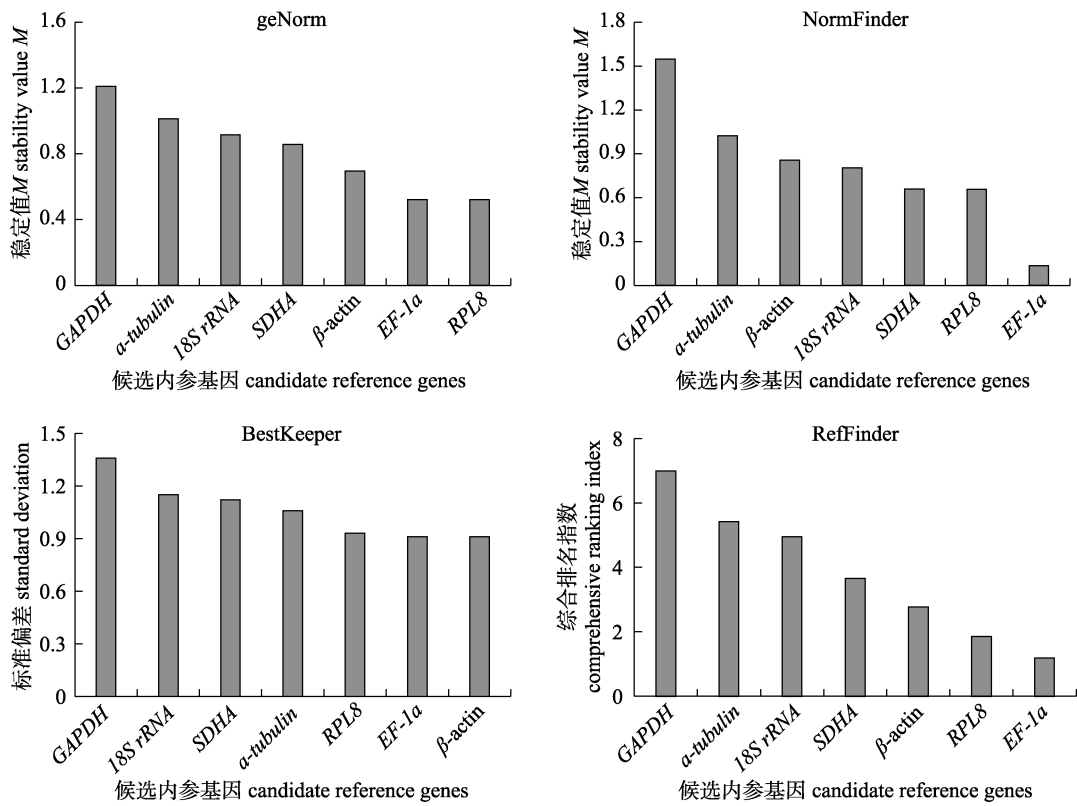 geNorm
稳定值M stability value M
1.6
1.2
0.8
0.4
0
GAPDH
α-tubulin
18S rRNA
SDHA
β-actin
EF-1α
RPL8
候选内参基因 candidate reference genes
NormFinder
稳定值M stability value M
1.8
1.5
1.2
0.9
0.6
0.3
0
GAPDH
α-tubulin
β-actin
18S rRNA
SDHA
RPL8
EF-1α
候选内参基因 candidate reference genes
BestKeeper
标准偏差 standard deviation
1.5
1.2
0.9
0.6
0.3
0
GAPDH
18S rRNA
SDHA
α-tubulin
RPL8
EF-1α
β-actin
候选内参基因 candidate reference genes
RefFinder
综合排名指数
comprehensive ranking index
8
6
4
2
0
GAPDH
α-tubulin
18S rRNA
SDHA
β-actin
RPL8
EF-1α
候选内参基因 candidate reference genes